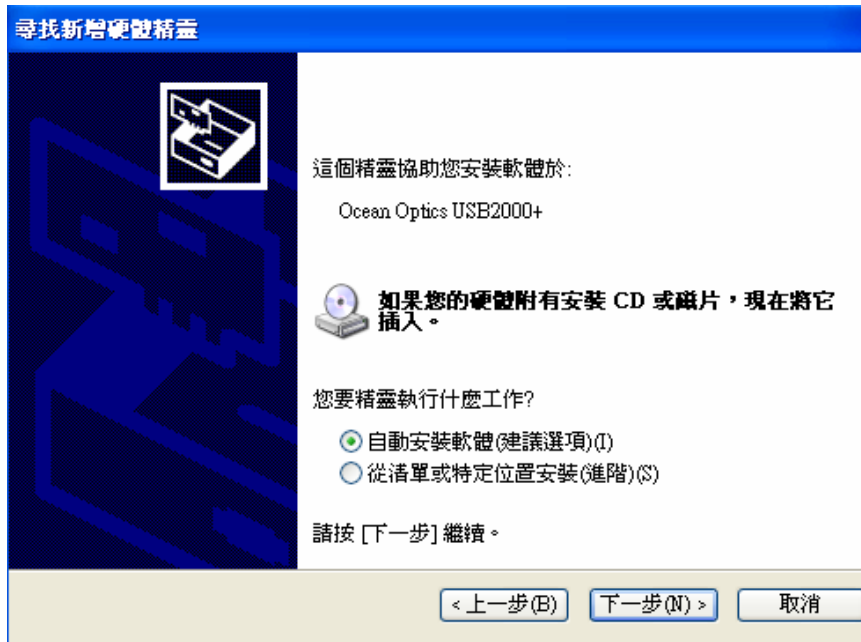 尋找新增硬體精靈
這個精靈協助您安裝軟體於:
Ocean Optics USB2000+
如果您的硬體附有安裝 CD 或磁片，現在將它
插入。
您要精靈執行什麼工作?
自動安裝軟體(建議選項)(I)
從清單或特定位置安裝(進階)(S)
請按 [下一步] 繼續。
< 上一步(B)
下一步(N) >
取消